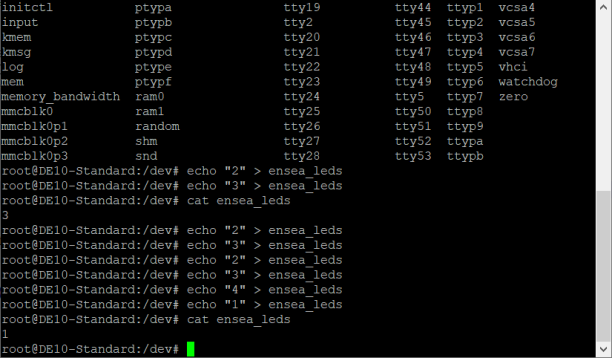 initctl ptypa tty19 tty44 ttyp1 vcsa4
input ptypb tty2 tty45 ttyp2 vcsa5
kmem ptypc tty20 tty46 ttyp3 vcsa6
kmsg ptypd tty21 tty47 ttyp4 vcsa7
log ptype tty22 tty48 ttyp5 vhci
mem ptypf tty23 tty49 ttyp6 watchdog
memory_bandwidth ram0 tty24 tty5 ttyp7 zero
mmcblk0 ram1 tty25 tty50 ttyp8
mmcblk0p1 random tty26 tty51 ttyp9
mmcblk0p2 shm tty27 tty52 ttypa
mmcblk0p3 snd tty28 tty53 ttypb
root@DE10-Standard:/dev# echo "2" > ensea_leds
root@DE10-Standard:/dev# echo "3" > ensea_leds
root@DE10-Standard:/dev# cat ensea_leds
3
root@DE10-Standard:/dev# echo "2" > ensea_leds
root@DE10-Standard:/dev# echo "3" > ensea_leds
root@DE10-Standard:/dev# echo "2" > ensea_leds
root@DE10-Standard:/dev# echo "3" > ensea_leds
root@DE10-Standard:/dev# echo "4" > ensea_leds
root@DE10-Standard:/dev# echo "1" > ensea_leds
root@DE10-Standard:/dev# cat ensea_leds
1
root@DE10-Standard:/dev#